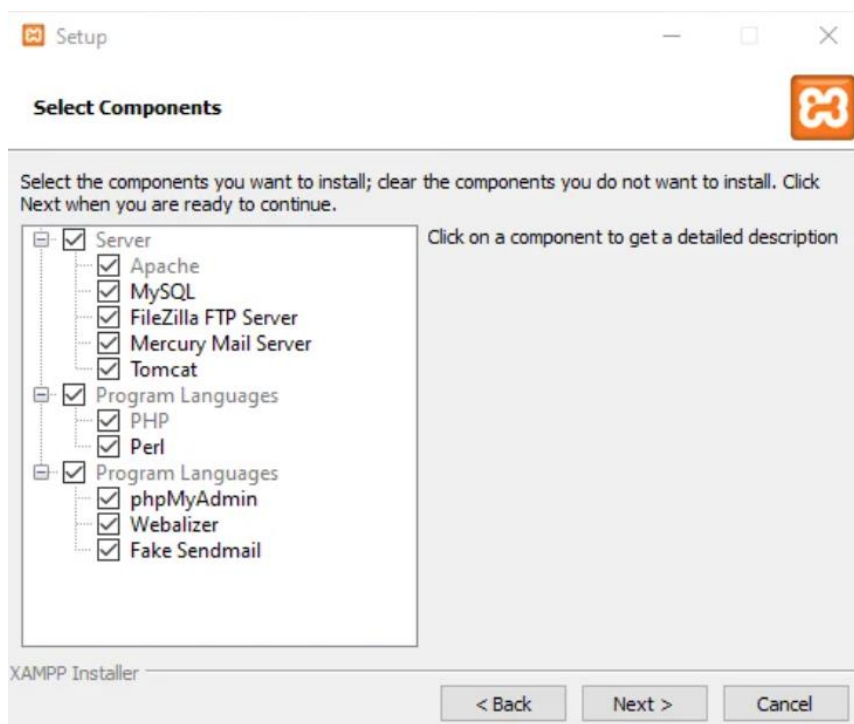 Setup
Select Components
Select the components you want to install; clear the components you do not want to install. Click
Next when you are ready to continue.
Server
Apache
MySQL
FileZilla FTP Server
Mercury Mail Server
Tomcat
Program Languages
PHP
Perl
Program Languages
phpMyAdmin
Webalizer
Fake Sendmail
Click on a component to get a detailed description
XAMPP Installer
< Back
Next >
Cancel